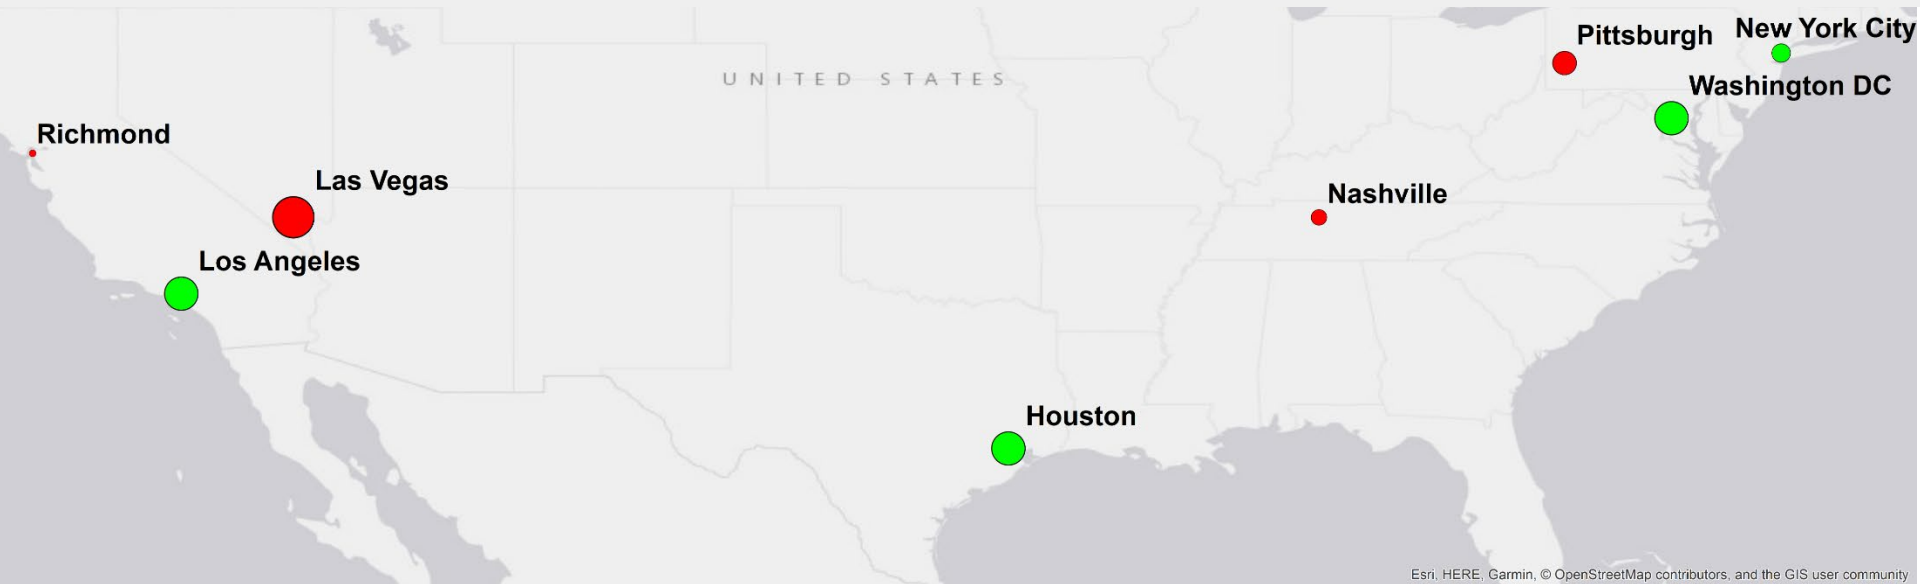 Pittsburgh
New York City
UNITED STATES
Washington DC
Richmond
Las Vegas
Nashville
Los Angeles
Houston
Esri, HERE, Garmin, © OpenStreetMap contributors, and the GIS user community